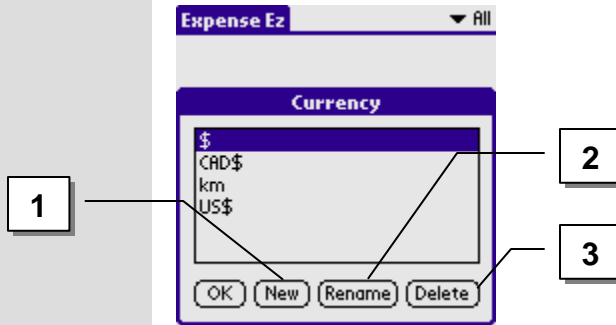 Expense Ez ▼ All
Currency
$
CAD$
km
US$
OK New Rename Delete
1
2
3